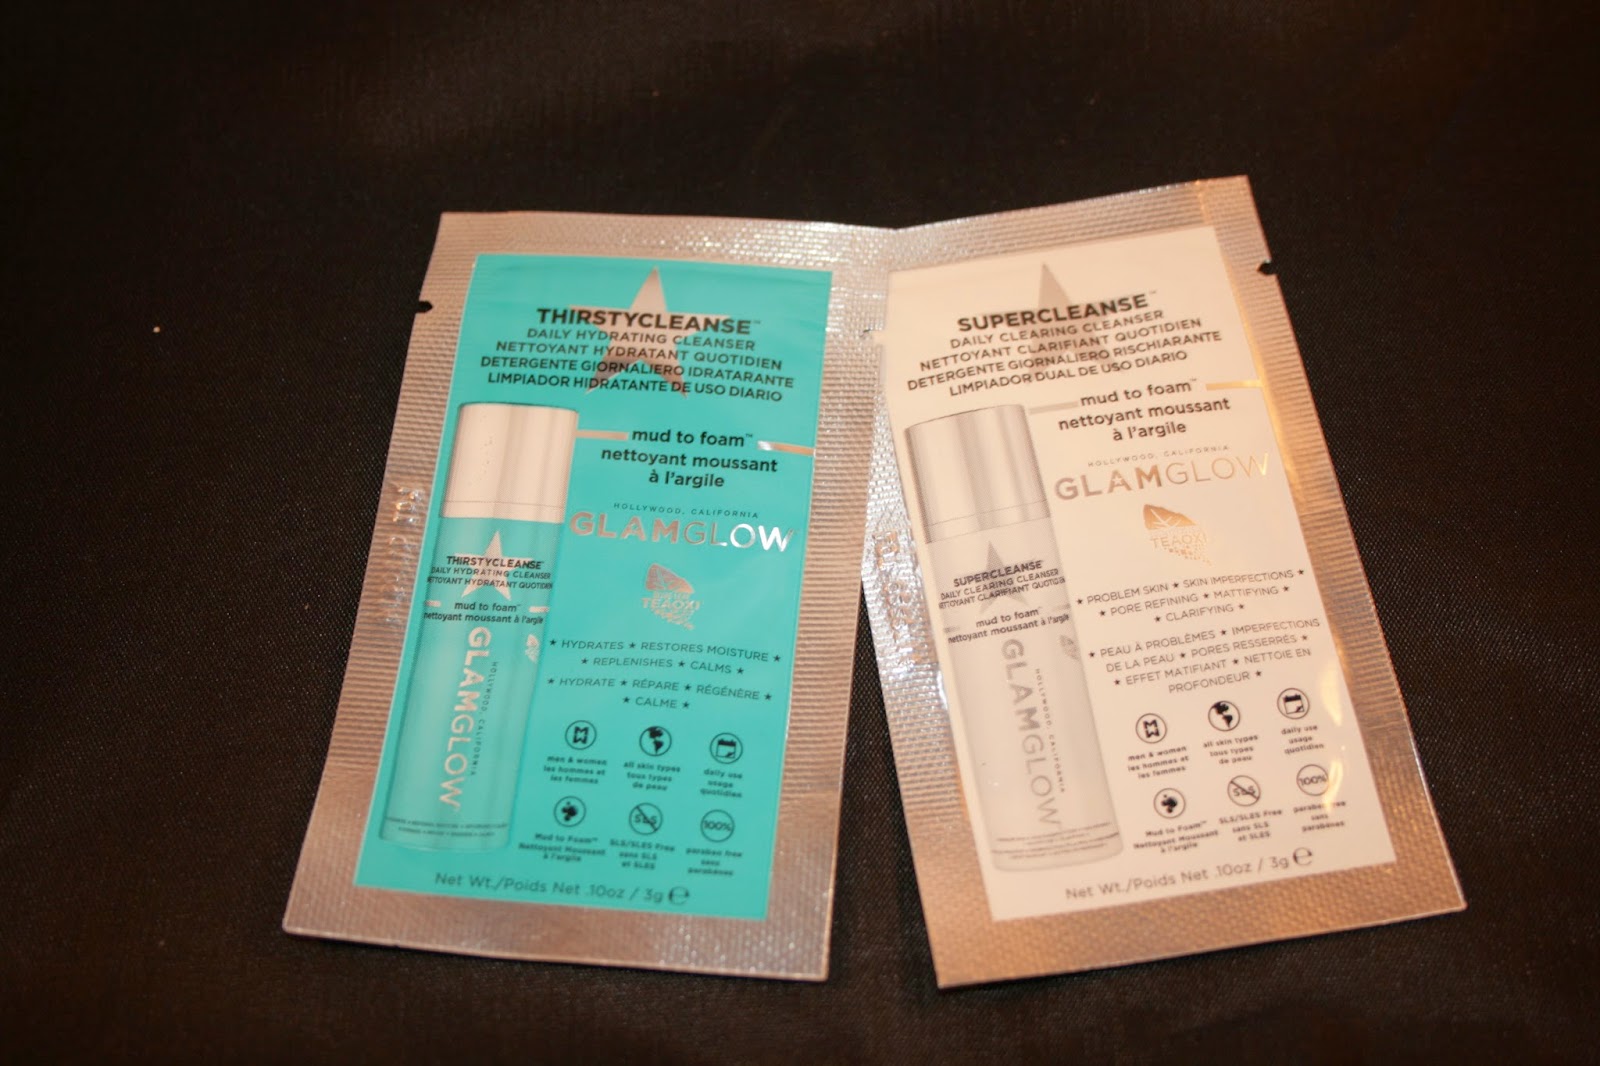 THIRSTYCLEANSE™
DAILY HYDRATING CLEANSER
NETTOYANT HYDRATANT QUOTIDIEN
DETERGENTE GIORNALIERO IDRATARANTE
LIMPIADOR HIDRATANTE DE USO DIARIO
mud to foam™
nettoyant moussant
à l'argile
HOLLYWOOD, CALIFORNIA
GLAMGLOW
TEAOXI
★ HYDRATES ★ RESTORES MOISTURE ★
★ REPLENISHES ★ CALMS ★
★ HYDRATE ★ RÉPARE ★ RÉGÉNÈRE ★
★ CALME ★
men & women
les hommes et
les femmes
all skin types
tous types
de peau
daily use
usage
quotidien
Mud to Foam™
Nettoyant Moussant
à l'argile
SLS
SLS/SLES Free
sans SLS
et SLES
100%
paraben free
sans
parabènes
Net Wt./Poids Net .10oz / 3g ℮
THIRSTYCLEANSE™
DAILY HYDRATING CLEANSER
NETTOYANT HYDRATANT QUOTIDIEN
mud to foam™
nettoyant moussant à l'argile
HOLLYWOOD, CALIFORNIA
GLAMGLOW
SUPERCLEANSE™
DAILY CLEARING CLEANSER
NETTOYANT CLARIFIANT QUOTIDIEN
DETERGENTE GIORNALIERO RISCHIARANTE
LIMPIADOR DUAL DE USO DIARIO
mud to foam™
nettoyant moussant
à l'argile
HOLLYWOOD, CALIFORNIA
GLAMGLOW
TEAOXI
★ PROBLEM SKIN ★ SKIN IMPERFECTIONS ★
★ PORE REFINING ★ MATTIFYING ★
★ CLARIFYING ★
★ PEAU À PROBLÈMES ★ IMPERFECTIONS
DE LA PEAU ★ PORES RESSERRÉS ★
★ EFFET MATIFIANT ★ NETTOIE EN
PROFONDEUR ★
men & women
les hommes et
les femmes
all skin types
tous types
de peau
daily use
usage
quotidien
Mud to Foam™
Nettoyant Moussant
à l'argile
SLS
SLS/SLES Free
sans SLS
et SLES
100%
paraben free
sans
parabènes
Net Wt./Poids Net .10oz / 3g ℮
SUPERCLEANSE™
DAILY CLEARING CLEANSER
NETTOYANT CLARIFIANT QUOTIDIEN
mud to foam™
nettoyant moussant à l'argile
HOLLYWOOD, CALIFORNIA
GLAMGLOW